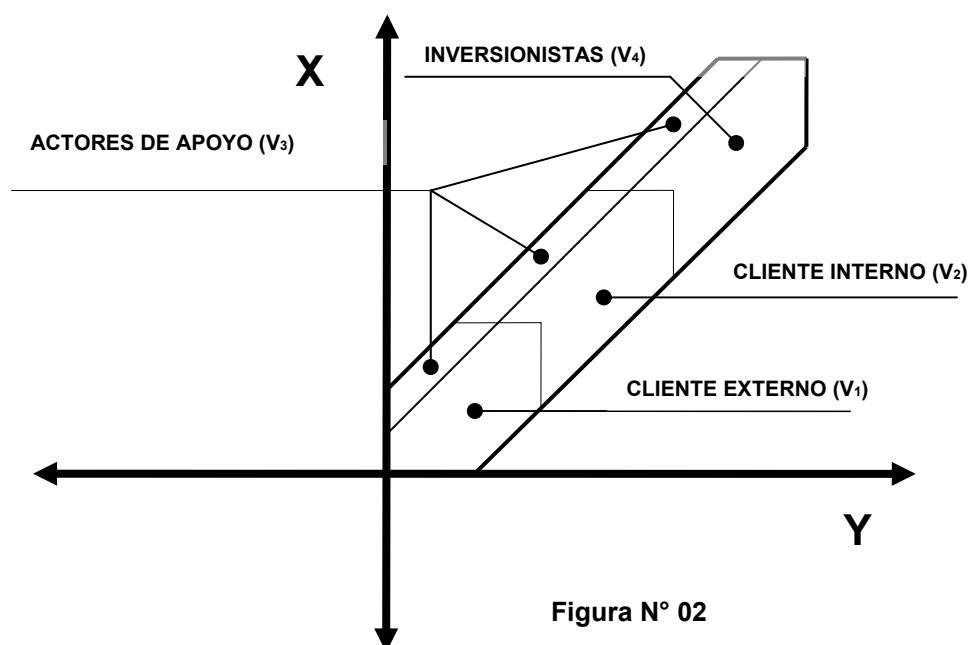 INVERSIONISTAS (V₄)
X
ACTORES DE APOYO (V₃)
CLIENTE INTERNO (V₂)
CLIENTE EXTERNO (V₁)
Y
Figura N° 02